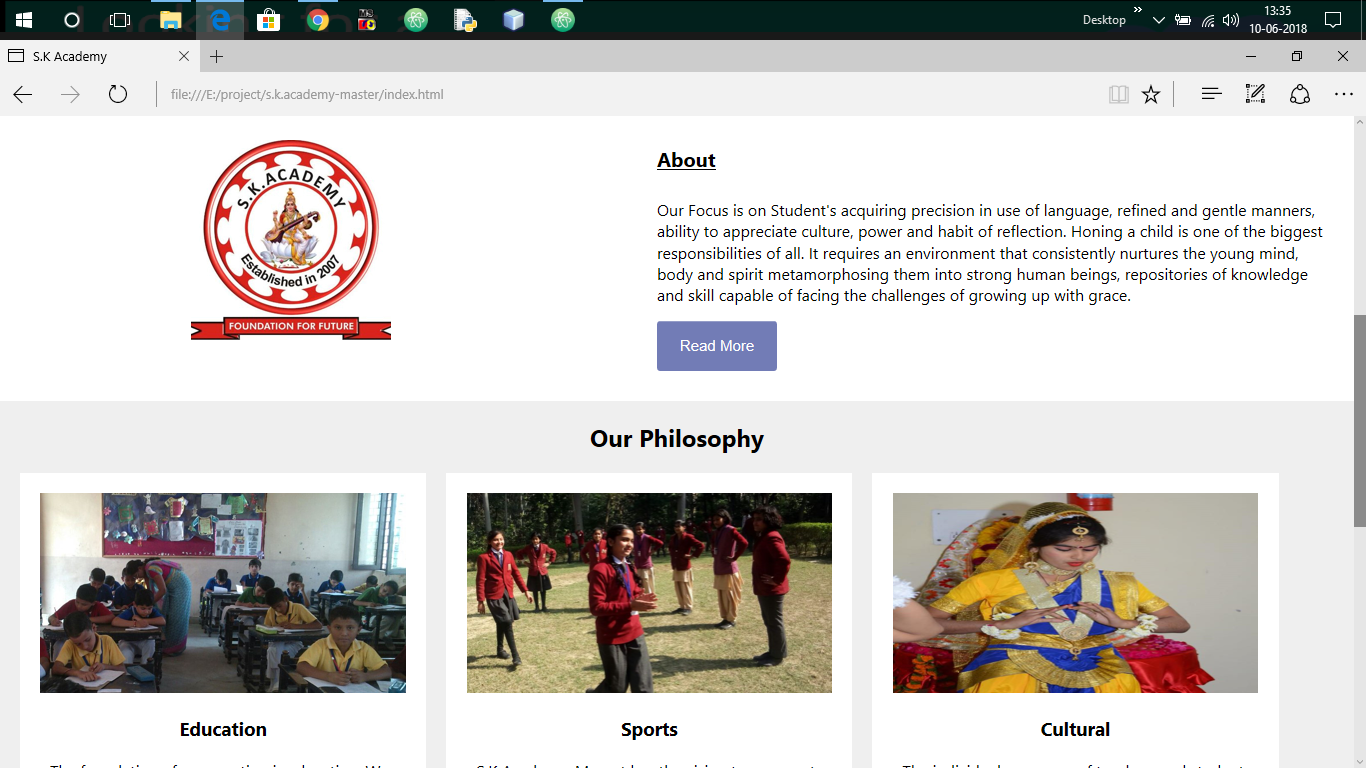 Desktop
13:35
10-06-2018
S.K Academy
file:///E:/project/s.k.academy-master/index.html
S.K.ACADEMY
Established in 2007
FOUNDATION FOR FUTURE
About
Our Focus is on Student's acquiring precision in use of language, refined and gentle manners,
ability to appreciate culture, power and habit of reflection. Honing a child is one of the biggest
responsibilities of all. It requires an environment that consistently nurtures the young mind,
body and spirit metamorphosing them into strong human beings, repositories of knowledge
and skill capable of facing the challenges of growing up with grace.
Read More
Our Philosophy
Education
Sports
Cultural